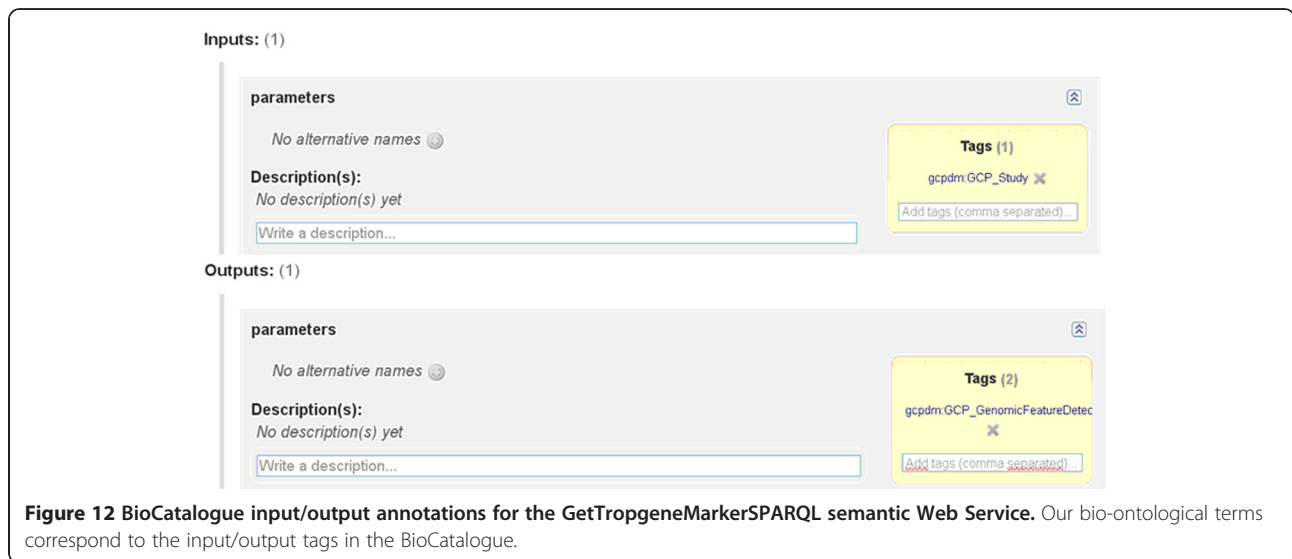 Inputs: (1)
parameters
No alternative names
Description(s):
No description(s) yet
Write a description...
Tags (1)
gcpdm:GCP_Study
Add tags (comma separated)...
Outputs: (1)
parameters
No alternative names
Description(s):
No description(s) yet
Write a description...
Tags (2)
gcpdm:GCP_GenomicFeatureDetec
Add tags (comma separated)...
Figure 12 BioCatalogue input/output annotations for the GetTropgeneMarkerSPARQL semantic Web Service. Our bio-ontological terms
correspond to the input/output tags in the BioCatalogue.